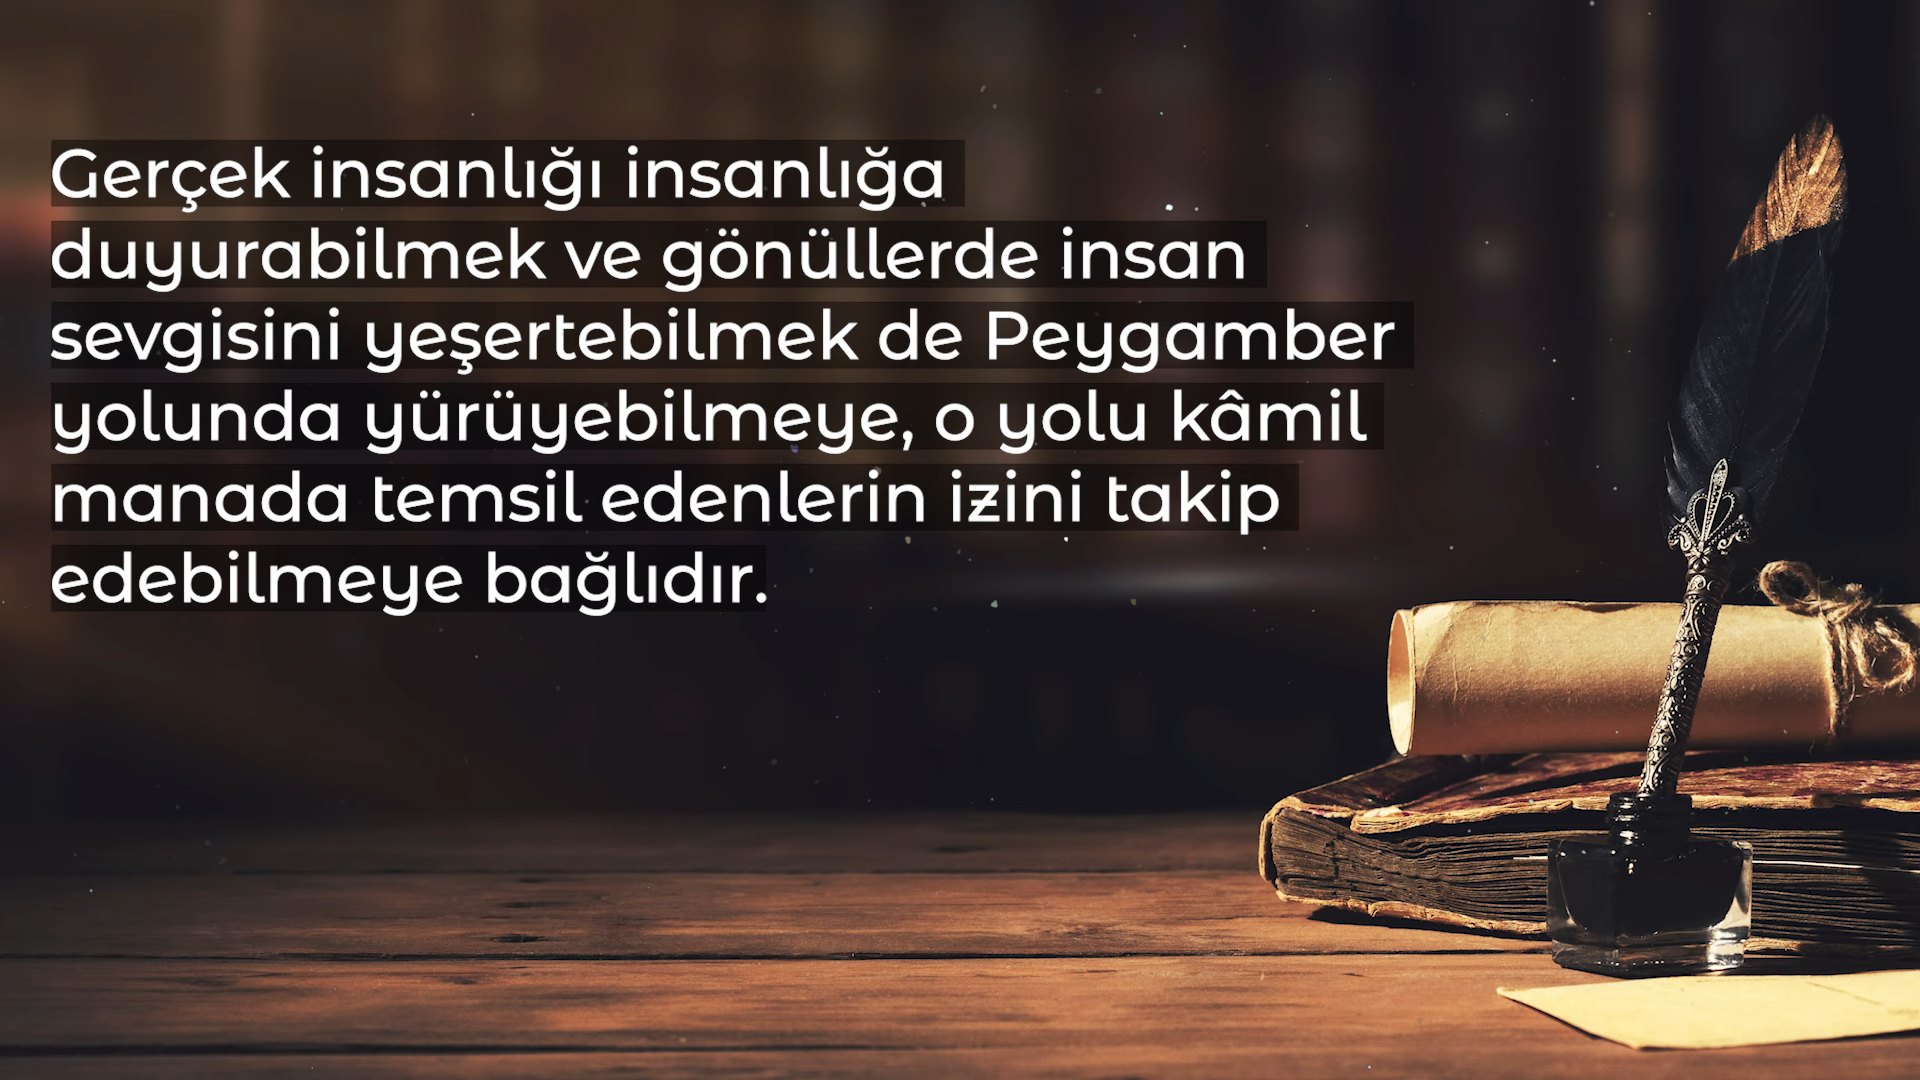 Gerçek insanlığı insanlığa
duyurabilmek ve gönüllerde insan
sevgisini yeşertebilmek de Peygamber
yolunda yürüyebilmeye, o yolu kâmil
manada temsil edenlerin izini takip
edebilmeye bağlıdır.